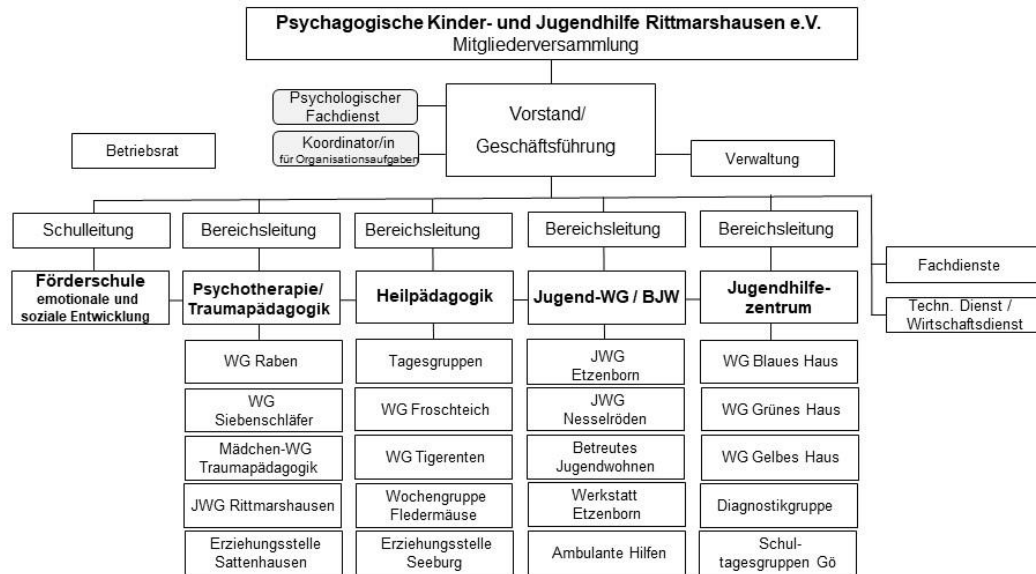 Psychagogische Kinder- und Jugendhilfe Rittmarshausen e.V.
Mitgliederversammlung
Psychologischer
Fachdienst
Koordinator/in
für Organisationsaufgaben
Vorstand/
Geschäftsführung
Betriebsrat
Verwaltung
Schulleitung
Bereichsleitung
Bereichsleitung
Bereichsleitung
Bereichsleitung
Fachdienste
Techn. Dienst /
Wirtschaftsdienst
Förderschule
emotionale und
soziale Entwicklung
Psychotherapie/
Traumapädagogik
Heilpädagogik
Jugend-WG / BJW
Jugendhilfe-
zentrum
WG Raben
WG
Siebenschläfer
Mädchen-WG
Traumapädagogik
JWG Rittmarshausen
Erziehungsstelle
Sattenhausen
Tagesgruppen
WG Froschteich
WG Tigerenten
Wochengruppe
Fledermäuse
Erziehungsstelle
Seeburg
JWG
Etzenborn
JWG
Nesselröden
Betreutes
Jugendwohnen
Werkstatt
Etzenborn
Ambulante Hilfen
WG Blaues Haus
WG Grünes Haus
WG Gelbes Haus
Diagnostikgruppe
Schul-
tagesgruppen Gö